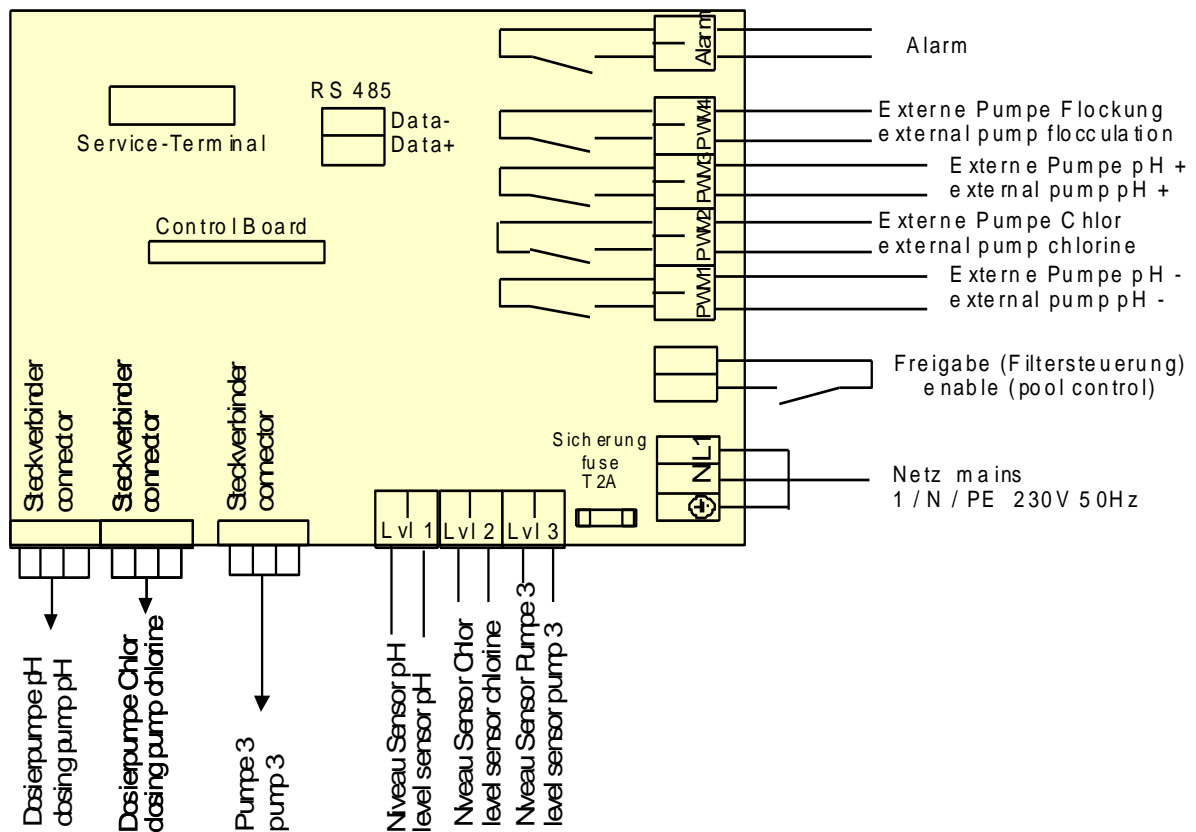 Alarm
Alarm
RS 485
Data-
Data+
Service-Terminal
PWM4
Externe Pumpe Flockung
external pump flocculation
PWM3
Externe Pumpe pH +
external pump pH +
Control Board
PWM2
Externe Pumpe Chlor
external pump chlorine
PWM1
Externe Pumpe pH -
external pump pH -
Freigabe (Filtersteuerung)
enable (pool control)
Steckverbinder
connector
Steckverbinder
connector
Steckverbinder
connector
Sicherung
fuse
T2A
L1
N
Netz mains
1/N/PE 230V 50Hz
Lvl 1
Lvl 2
Lvl 3
Dosierpumpe pH
dosing pump pH
Dosierpumpe Chlor
dosing pump chlorine
Pumpe 3
pump 3
Niveau Sensor pH
level sensor pH
Niveau Sensor Chlor
level sensor chlorine
Niveau Sensor Pumpe 3
level sensor pump 3